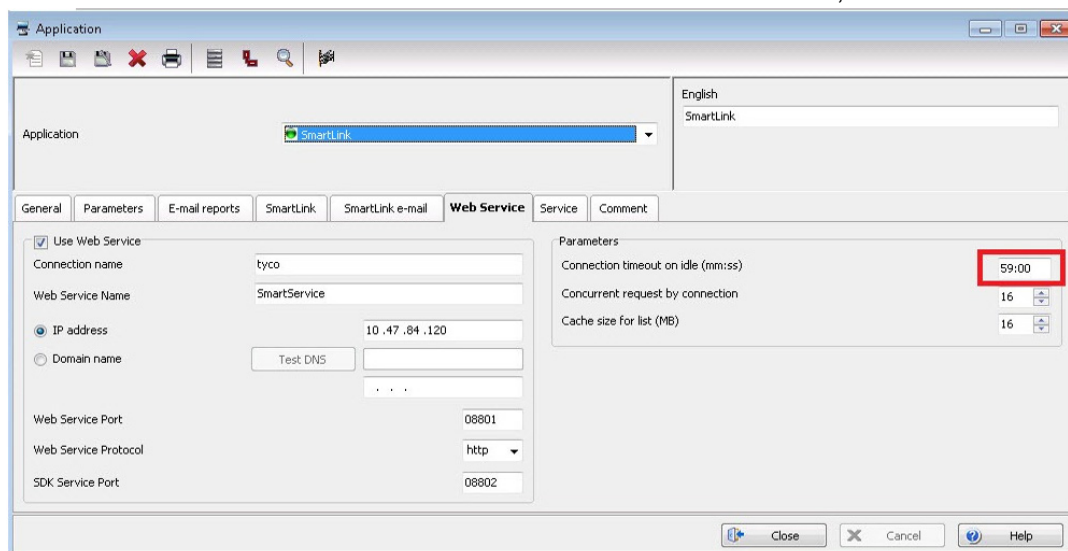 Application
English
SmartLink
Application
SmartLink
General
Parameters
E-mail reports
SmartLink
SmartLink e-mail
Web Service
Service
Comment
Use Web Service
Connection name
tyco
Web Service Name
SmartService
IP address
10 .47 .84 .120
Domain name
Test DNS
. . .
Web Service Port
08801
Web Service Protocol
http
SDK Service Port
08802
Parameters
Connection timeout on idle (mm:ss)
59:00
Concurrent request by connection
16
Cache size for list (MB)
16
Close
Cancel
Help